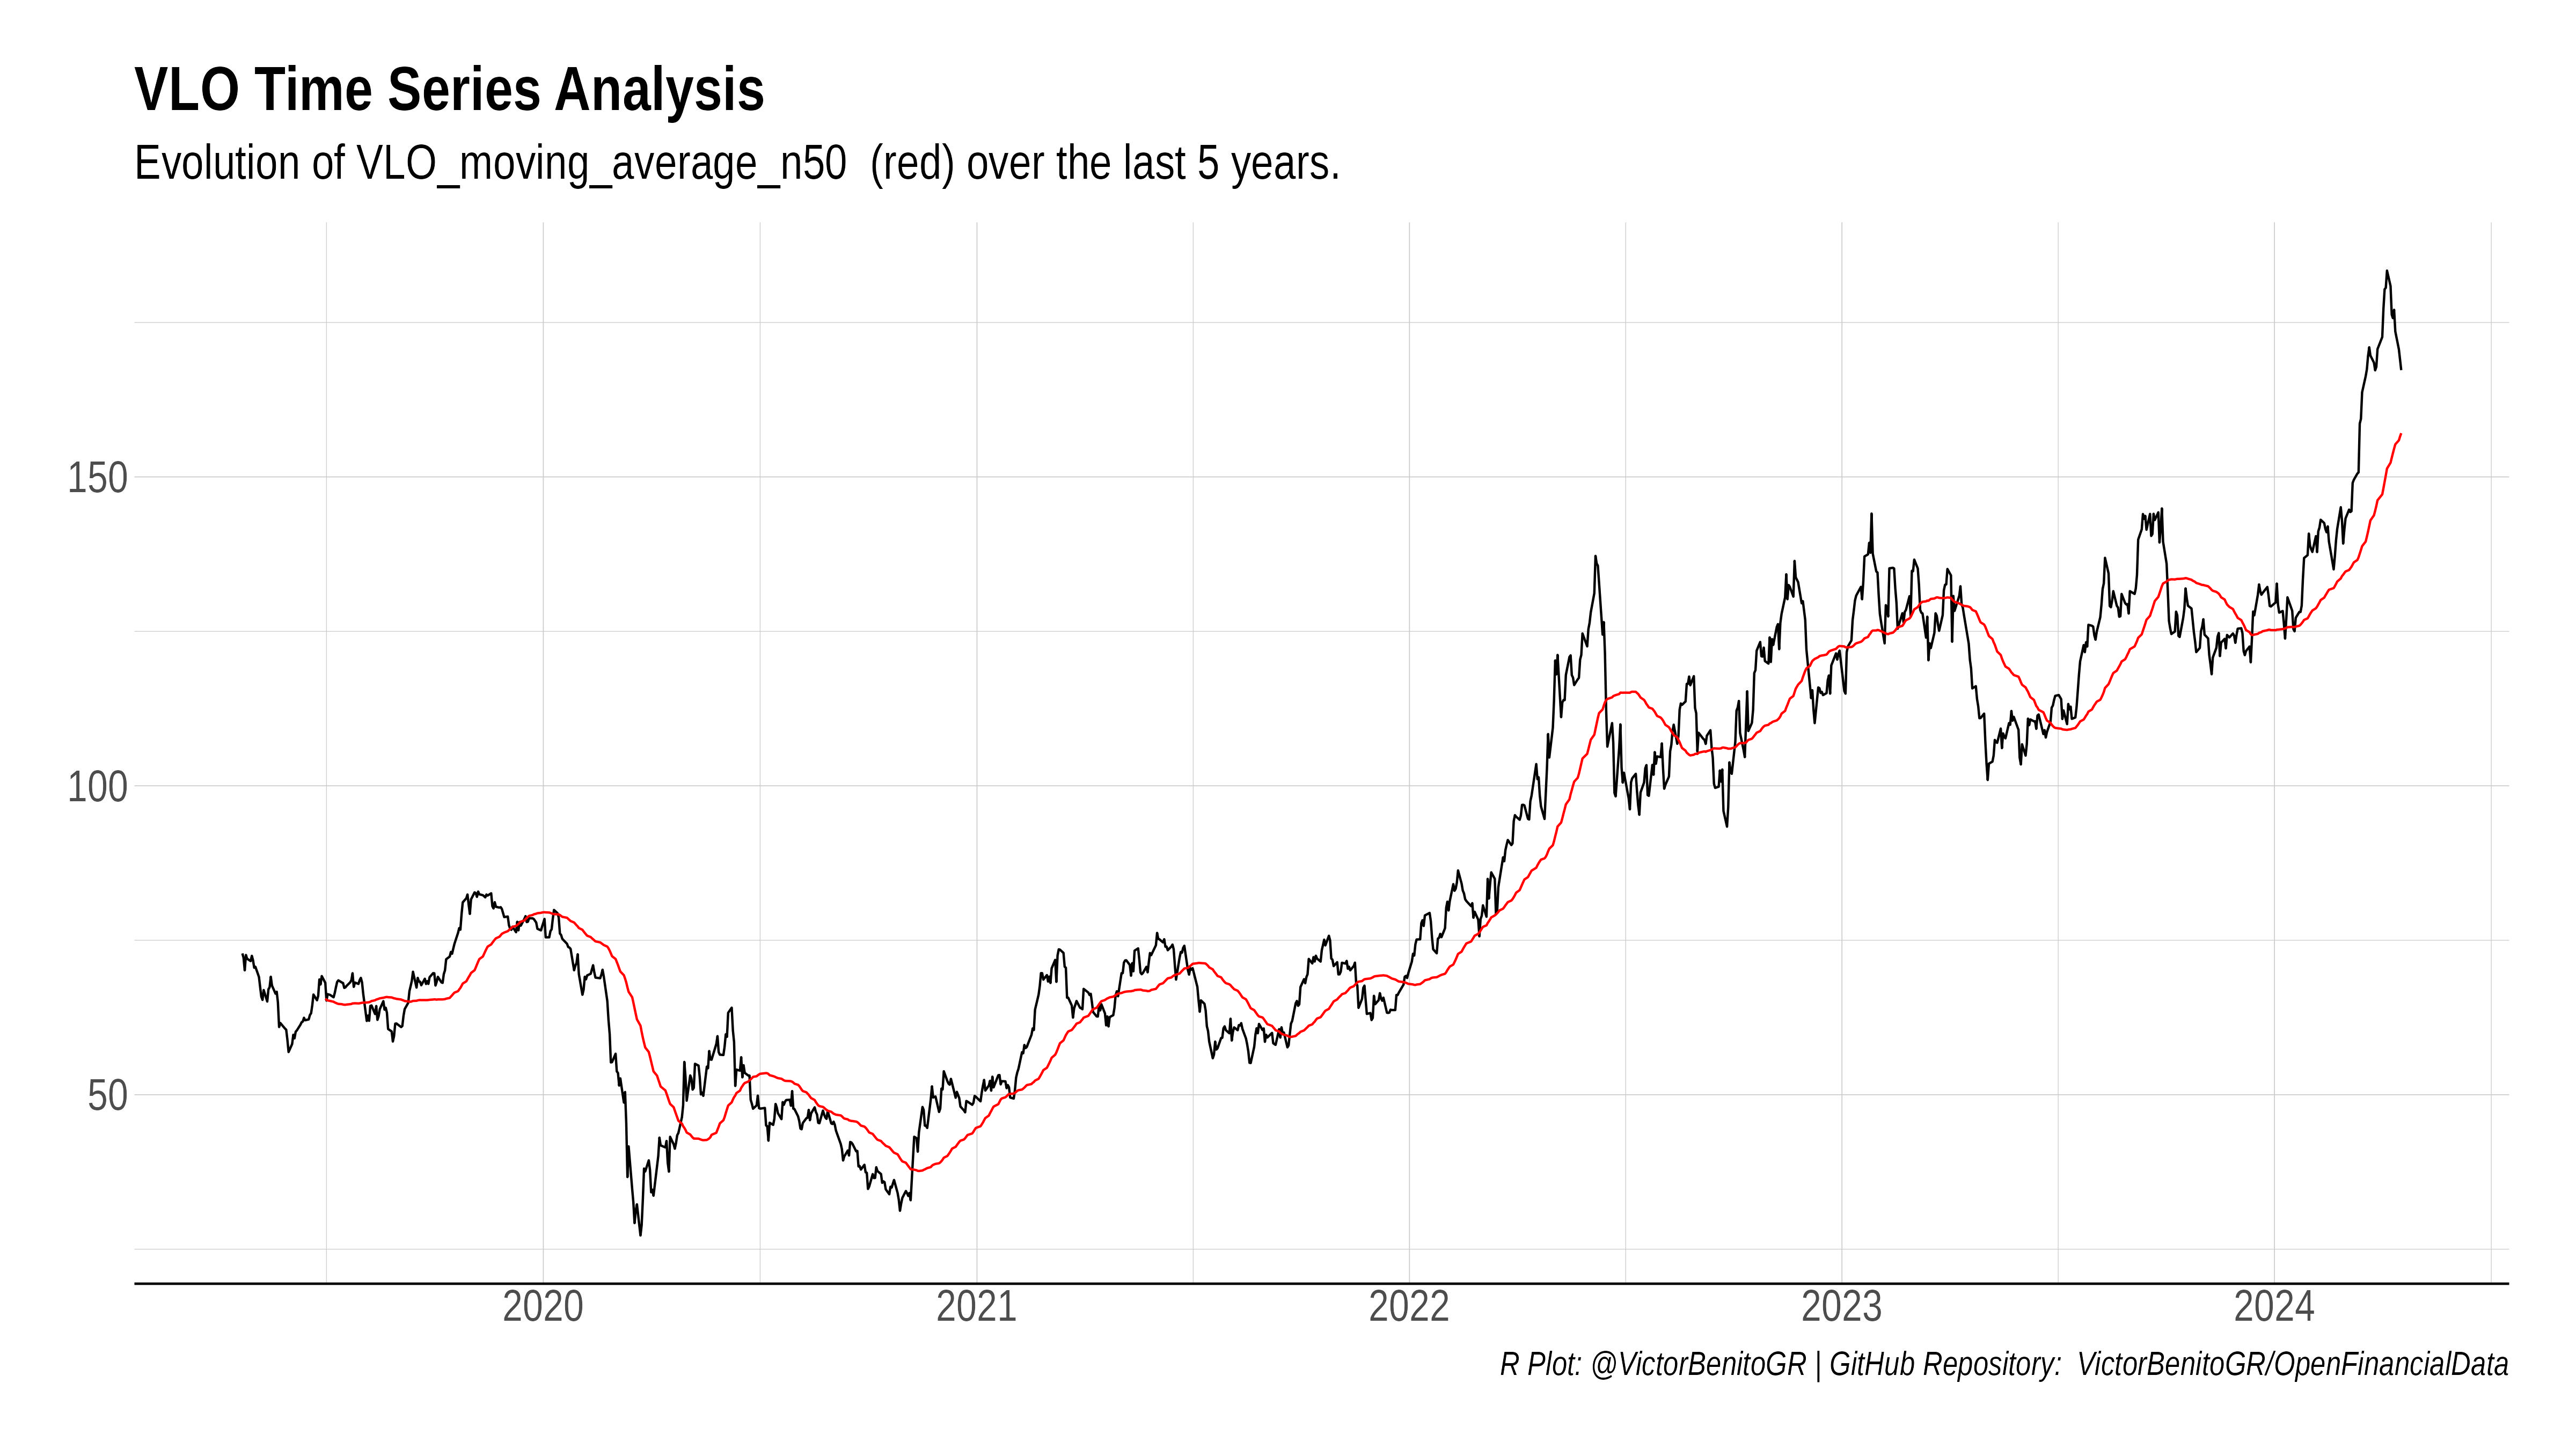 VLO Time Series Analysis
Evolution of VLO_moving_average_n50  (red) over the last 5 years.
150
100
50
2020 2021 2022 2023 2024
R Plot: @VictorBenitoGR | GitHub Repository:  VictorBenitoGR/OpenFinancialData